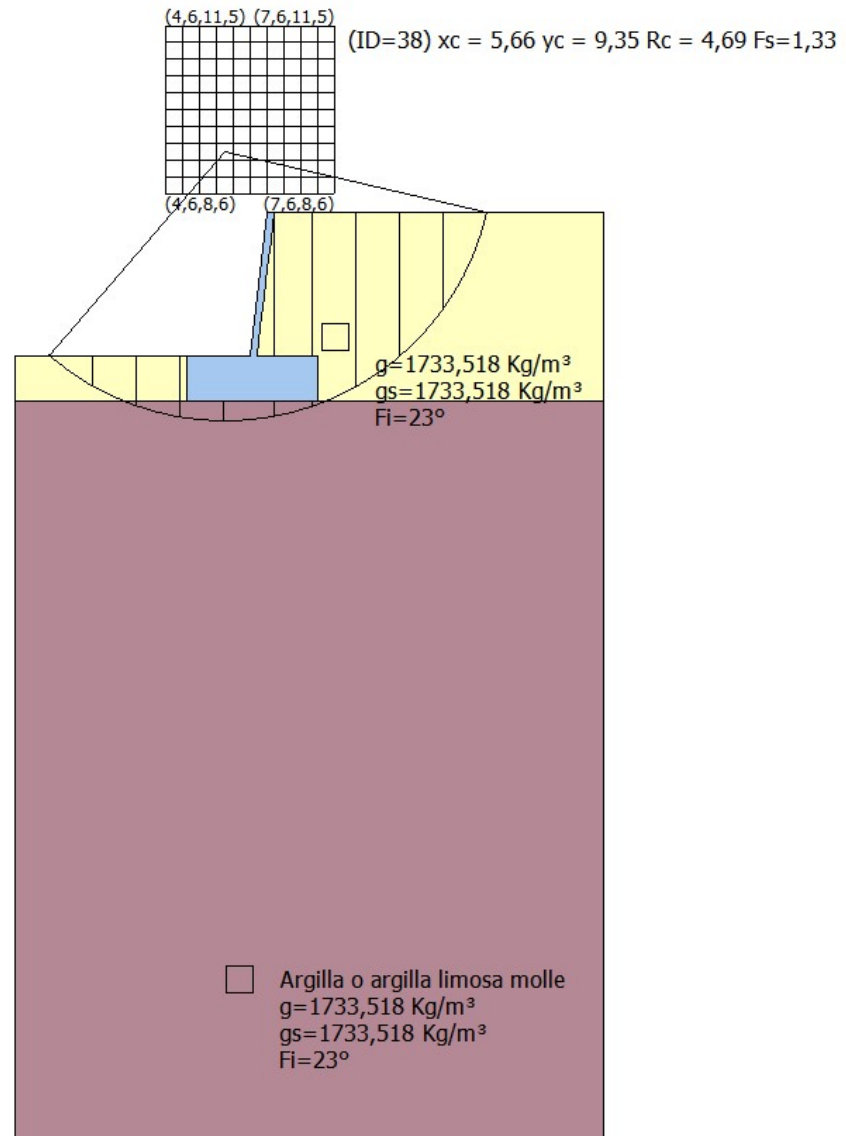 (4,6,11,5) (7,6,11,5)
(ID=38) xc = 5,66 yc = 9,35 Rc = 4,69 Fs=1,33
(4,6,8,6) (7,6,8,6)
g=1733,518 Kg/m³
gs=1733,518 Kg/m³
Fi=23°
Argilla o argilla limosa molle
g=1733,518 Kg/m³
gs=1733,518 Kg/m³
Fi=23°